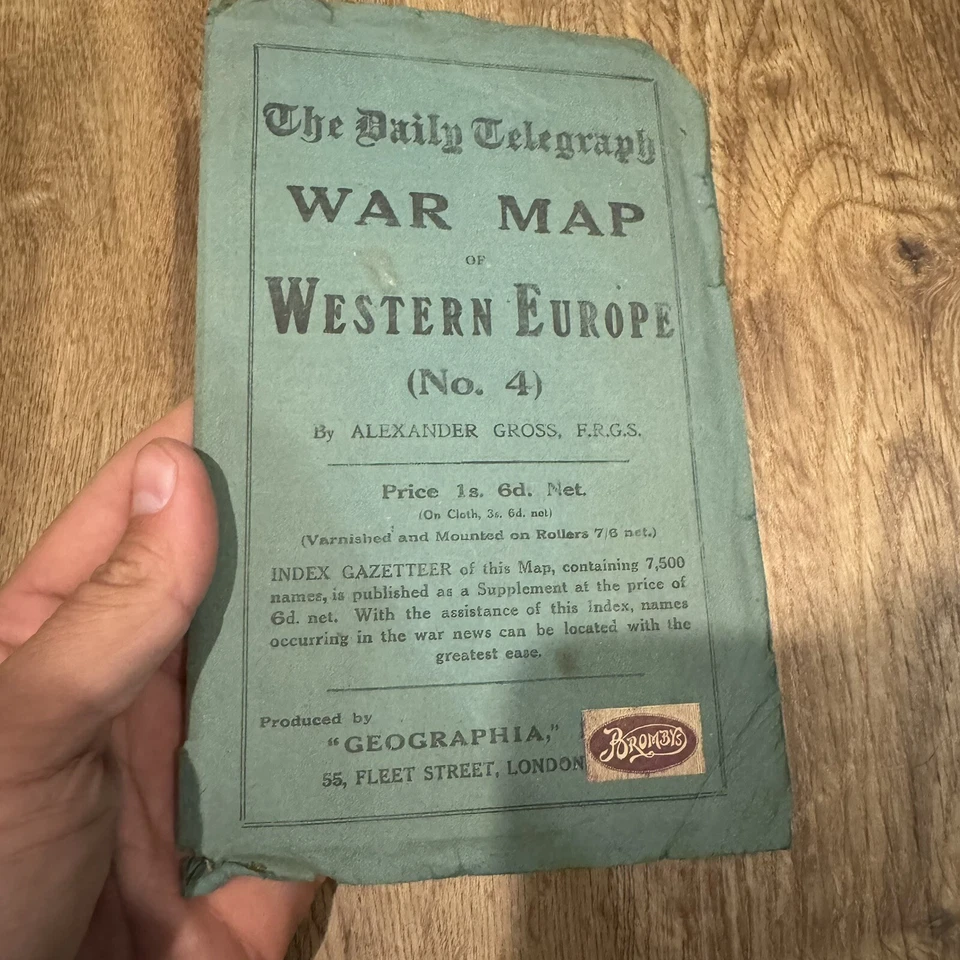 The Daily Telegraph
WAR MAP
OF
WESTERN EUROPE
(No. 4)
By ALEXANDER GROSS, F.R.G.S.
Price 1s. 6d. Net.
(On Cloth, 3s. 6d. net)
(Varnished and Mounted on Rollers 7/6 net.)
INDEX GAZETTEER of this Map, containing 7,500
names, is published as a Supplement at the price of
6d. net. With the assistance of this Index, names
occurring in the war news can be located with the
greatest ease.
Produced by
"GEOGRAPHIA,"
55, FLEET STREET, LONDON
BROMBYS